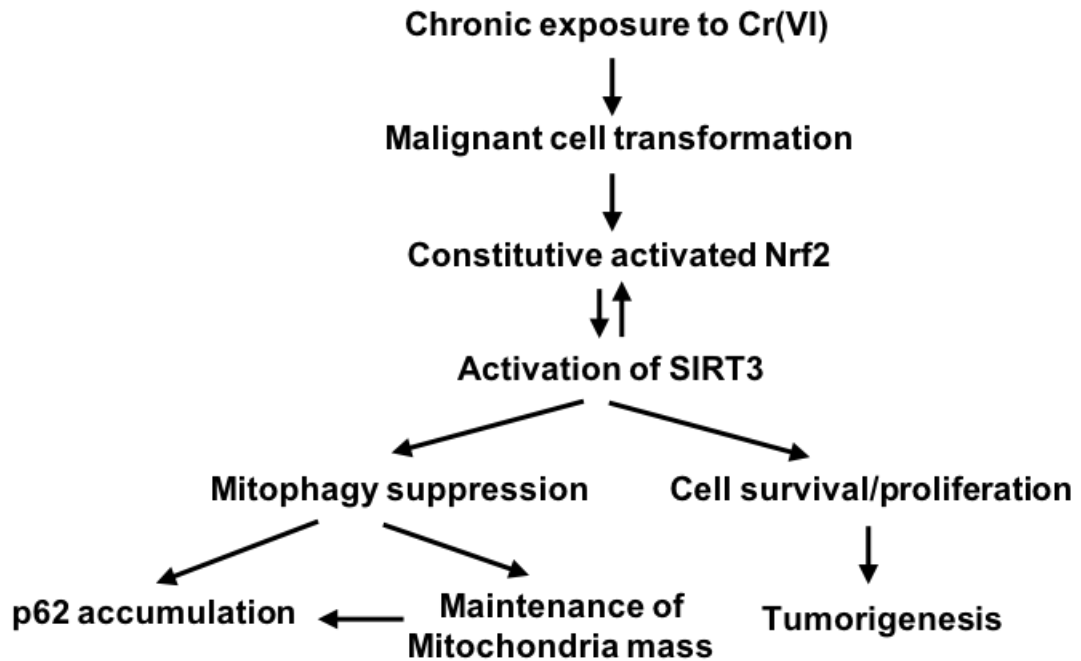 Chronic exposure to Cr(VI)
Malignant cell transformation
Constitutive activated Nrf2
Activation of SIRT3
Mitophagy suppression
Cell survival/proliferation
p62 accumulation
Maintenance of
Mitochondria mass
Tumorigenesis